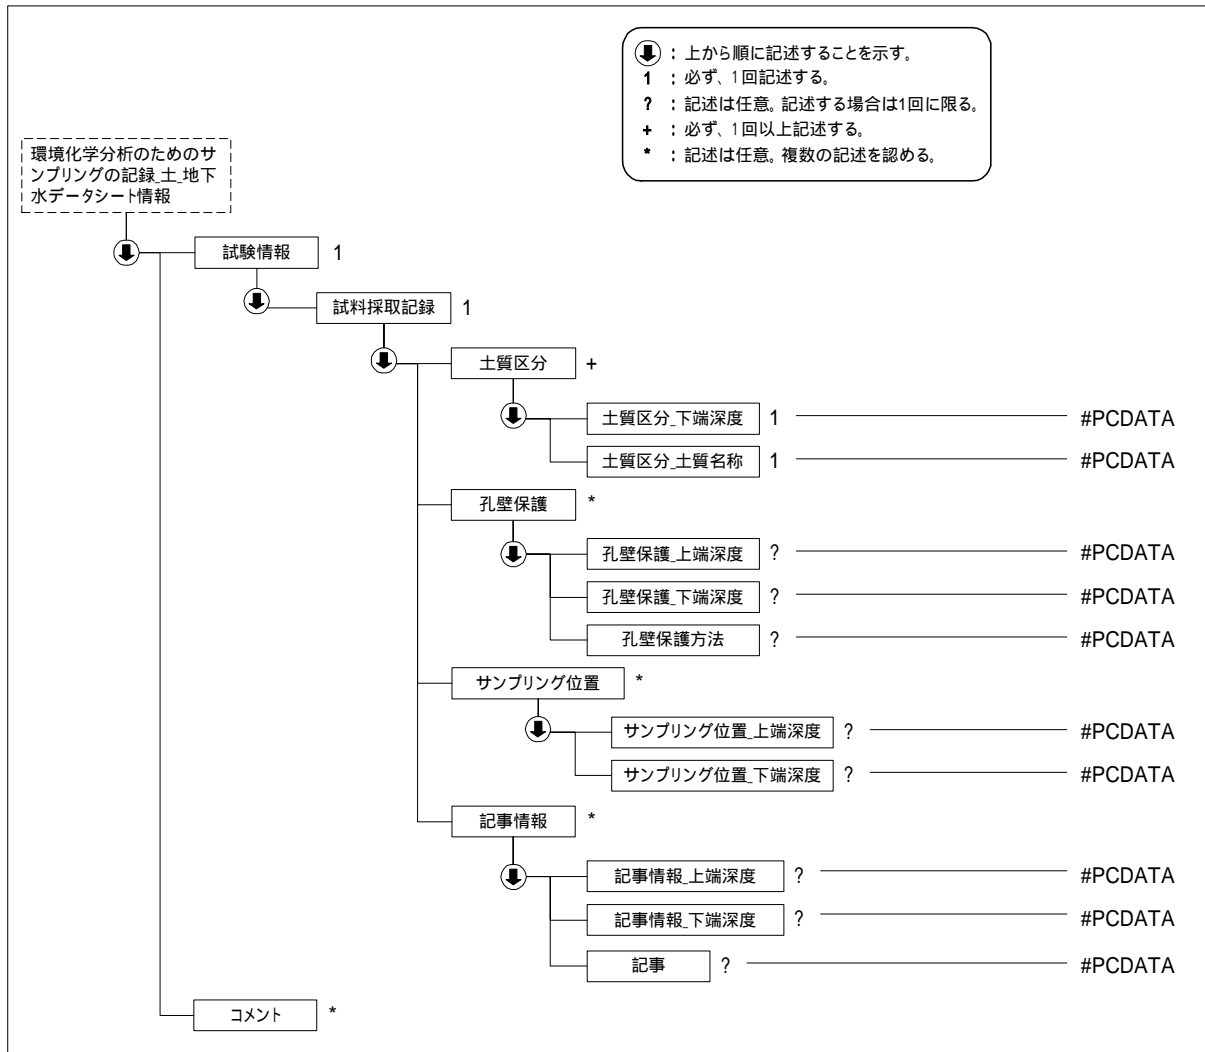 : 上から順に記述することを示す。
1 : 必ず、1回記述する。
? : 記述は任意。記述する場合は1回に限る。
+ : 必ず、1回以上記述する。
* : 記述は任意。複数の記述を認める。
環境化学分析のためのサ
ンプリングの記録_土_地下
水データシート情報
試験情報 1
試料採取記録 1
土質区分 +
土質区分_下端深度 1 #PCDATA
土質区分_土質名称 1 #PCDATA
孔壁保護 *
孔壁保護_上端深度 ? #PCDATA
孔壁保護_下端深度 ? #PCDATA
孔壁保護方法 ? #PCDATA
サンプリング位置 *
サンプリング位置_上端深度 ? #PCDATA
サンプリング位置_下端深度 ? #PCDATA
記事情報 *
記事情報_上端深度 ? #PCDATA
記事情報_下端深度 ? #PCDATA
記事 ? #PCDATA
コメント *